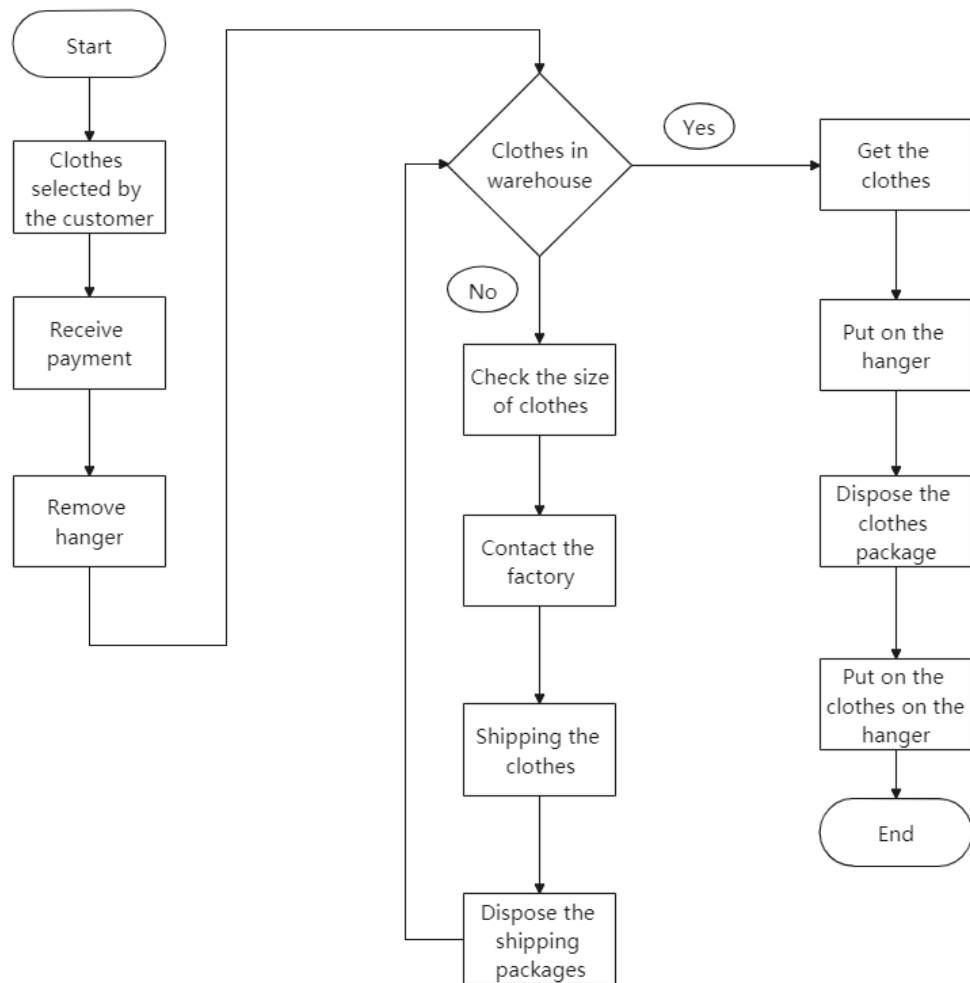 Start
Clothes
selected by
the customer
Receive
payment
Remove
hanger
Clothes in
warehouse
Yes
No
Check the size
of clothes
Contact the
factory
Shipping the
clothes
Dispose the
shipping
packages
Get the
clothes
Put on the
hanger
Dispose the
clothes
package
Put on the
clothes on the
hanger
End